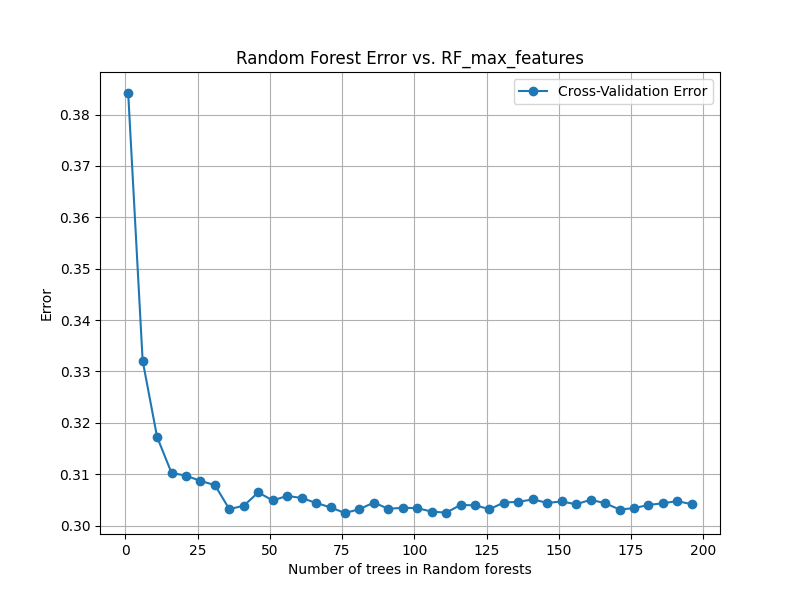 Random Forest Error vs. RF_max_features
Cross-Validation Error
0.38
0.37
0.36
0.35
0.34
0.33
0.32
0.31
0.30
Error
0 25 50 75 100 125 150 175 200
Number of trees in Random forests